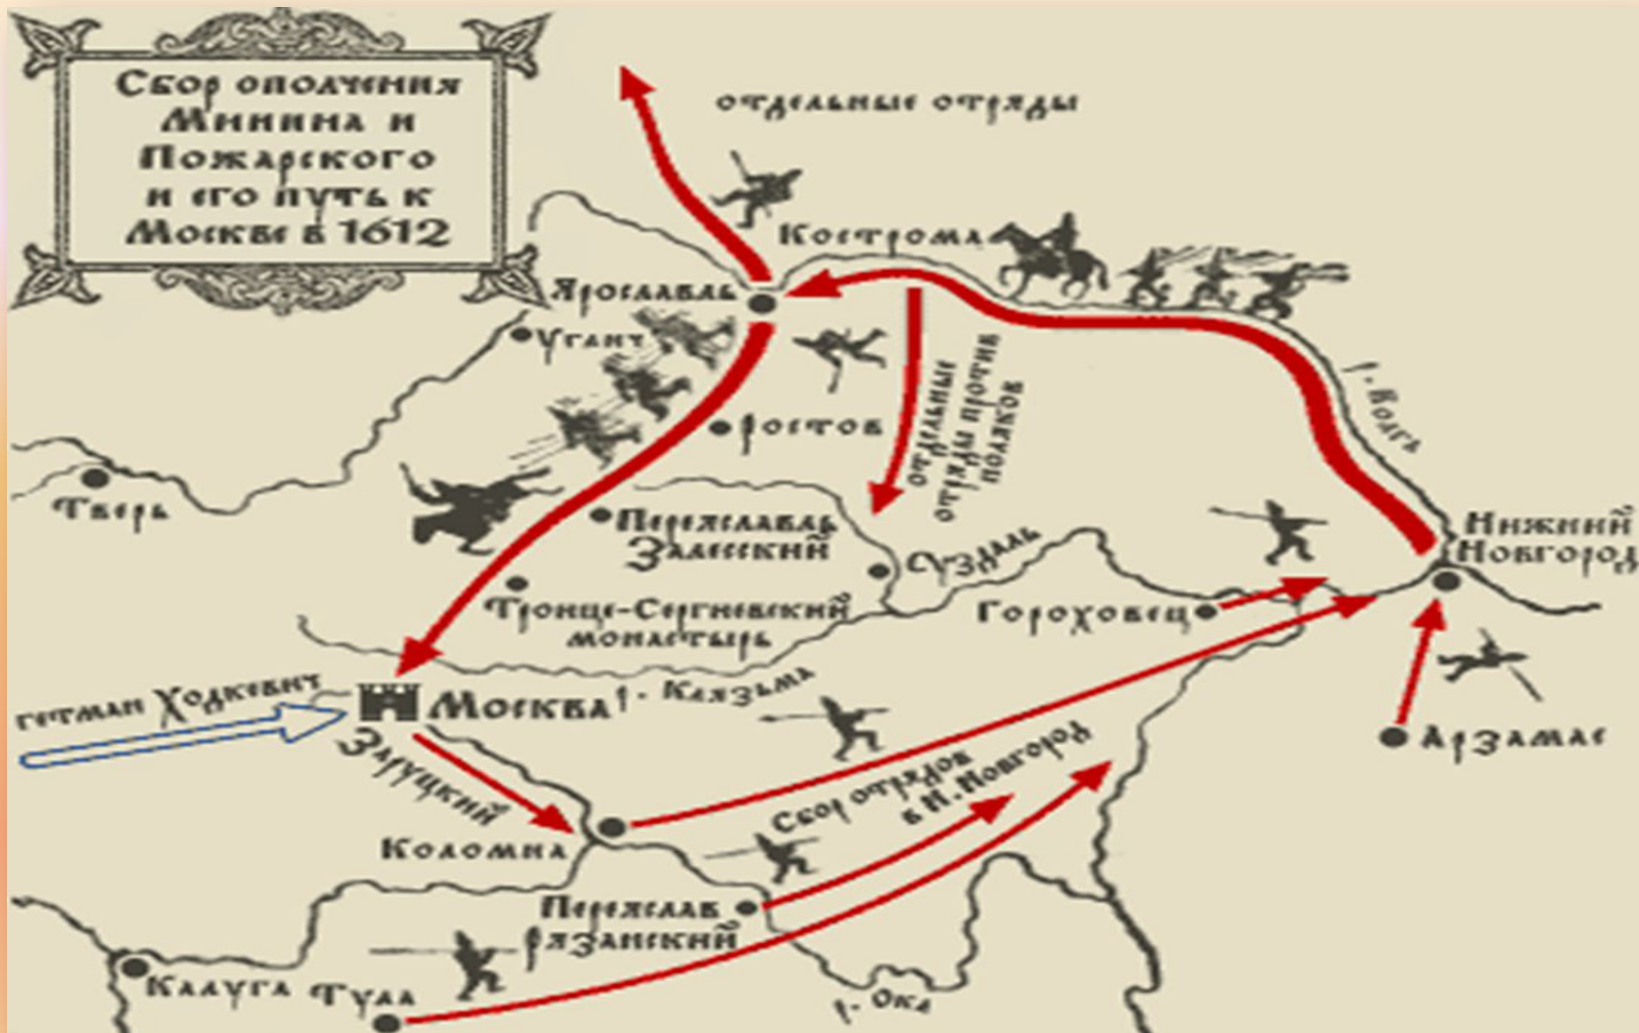 Сбор ополчения
Минина и
Пожарского
и его путь к
Москве в 1612
отдельные отряды
Кострома
Ярославль
Углич
отдельные
отряды против
полков
р. Волга
Ростов
Тверь
Переяславль
Залесский
Суздаль
Нижний
Новгород
Гороховец
Троице-Сергиевский
монастырь
гетман Ходкевич
Москва
р. Клязьма
Арзамас
Заруцкий
Сбор отрядов
в Н. Новгород
Коломна
Переяслав
Рязанский
Калуга
Тула
р. Ока